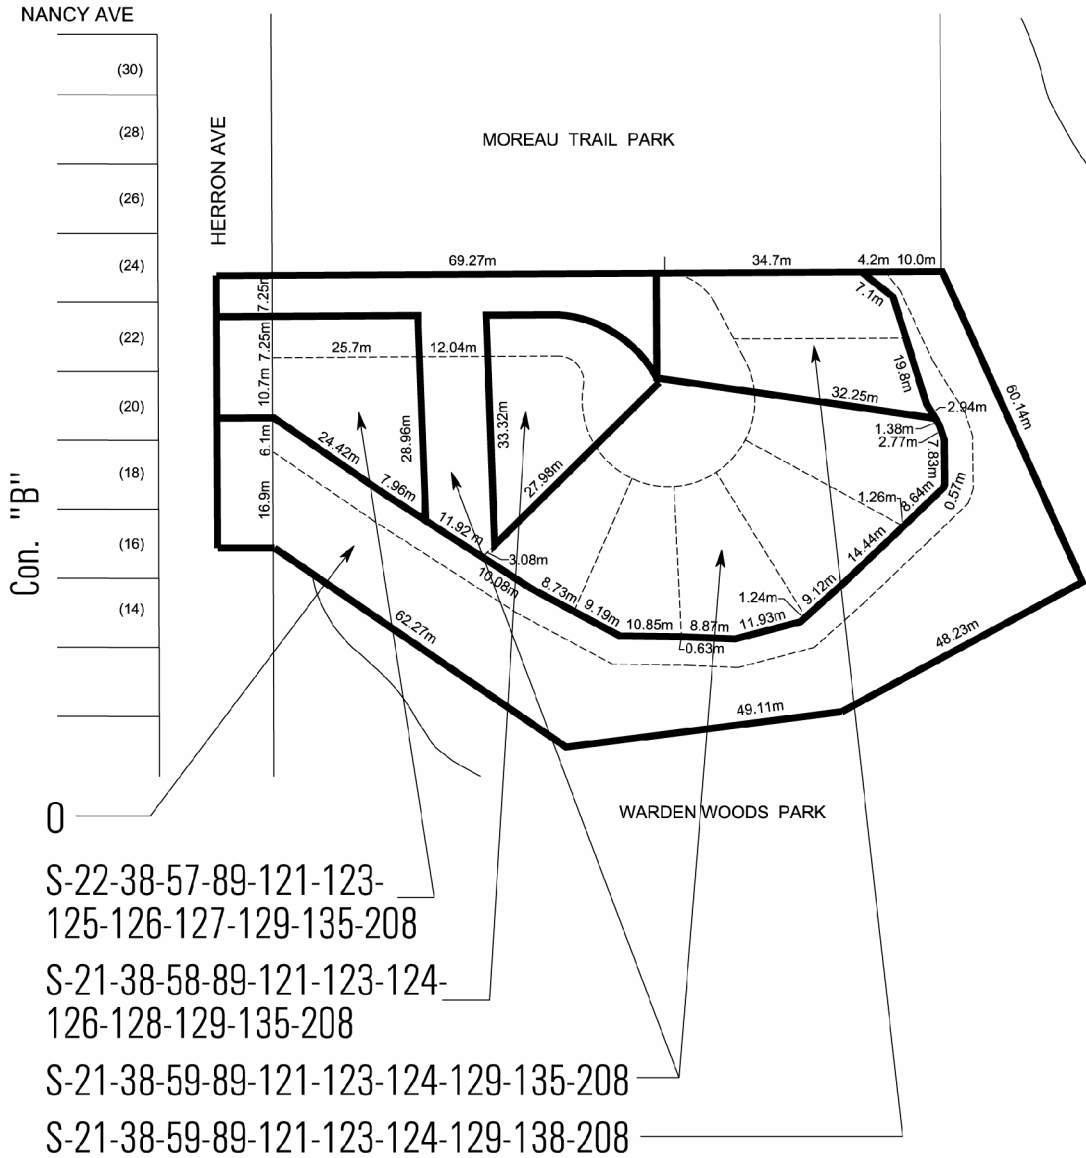 NANCY AVE
(30)
(28)
(26)
(24)
(22)
(20)
(18)
(16)
(14)
Con. "B"
HERRON AVE
MOREAU TRAIL PARK
69.27m
34.7m
4.2m
10.0m
7.25m
7.25m
10.7m
6.1m
16.9m
25.7m
12.04m
7.1m
19.8m
60.14m
32.25m
2.94m
1.38m
2.77m
7.83m
0.57m
24.42m
28.96m
33.32m
27.98m
7.96m
11.92m
3.08m
10.08m
8.73m
9.19m
10.85m
8.87m
0.63m
11.93m
1.24m
9.12m
14.44m
1.26m
8.64m
62.27m
49.11m
48.23m
WARDEN WOODS PARK
O
S-22-38-57-89-121-123-
125-126-127-129-135-208
S-21-38-58-89-121-123-124-
126-128-129-135-208
S-21-38-59-89-121-123-124-129-135-208
S-21-38-59-89-121-123-124-129-138-208